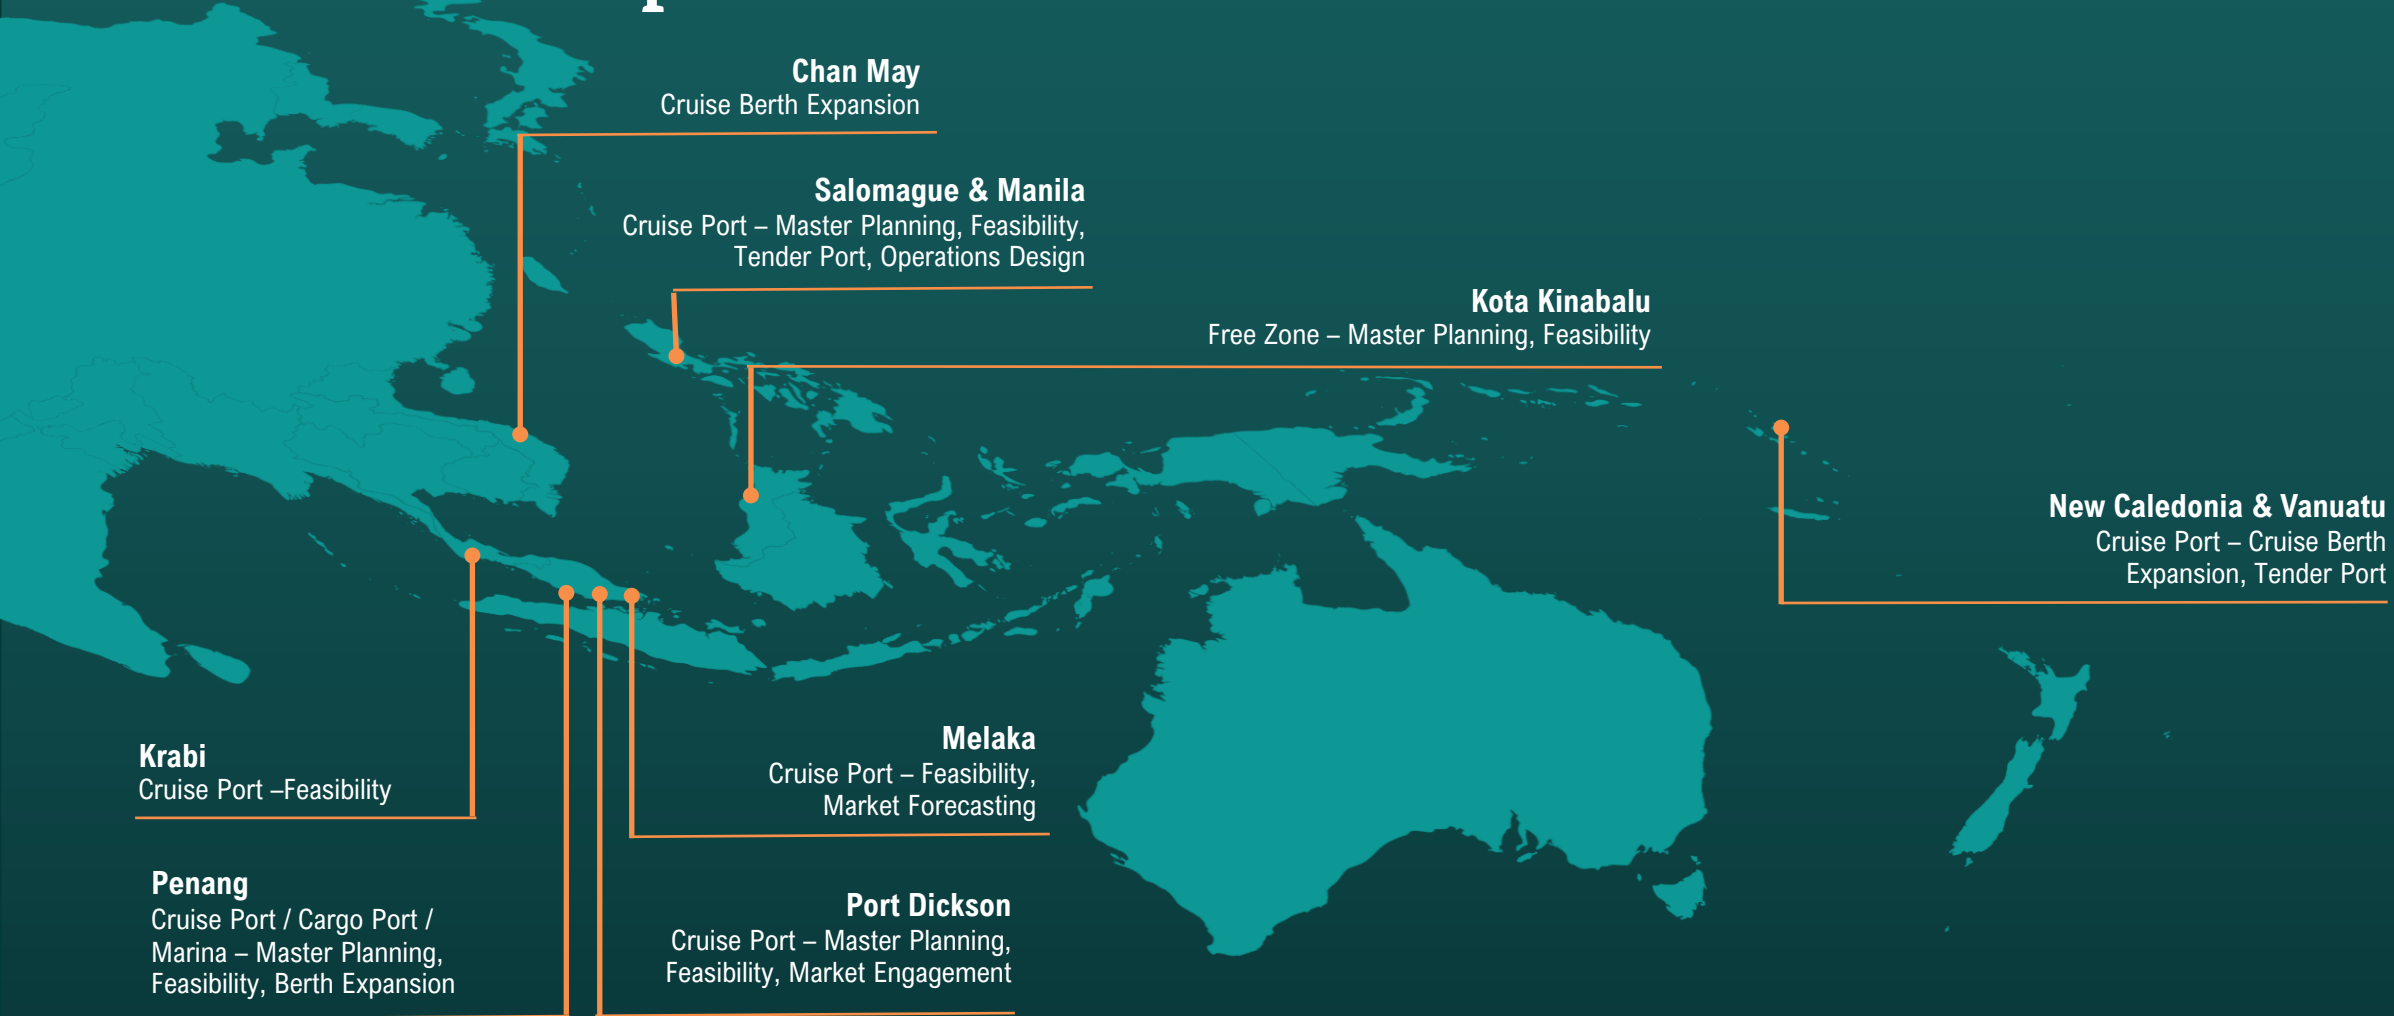 Chan May
Cruise Berth Expansion
Salomague & Manila
Cruise Port – Master Planning, Feasibility,
Tender Port, Operations Design
Kota Kinabalu
Free Zone – Master Planning, Feasibility
New Caledonia & Vanuatu
Cruise Port – Cruise Berth
Expansion, Tender Port
Krabi
Cruise Port –Feasibility
Melaka
Cruise Port – Feasibility,
Market Forecasting
Penang
Cruise Port / Cargo Port /
Marina – Master Planning,
Feasibility, Berth Expansion
Port Dickson
Cruise Port – Master Planning,
Feasibility, Market Engagement